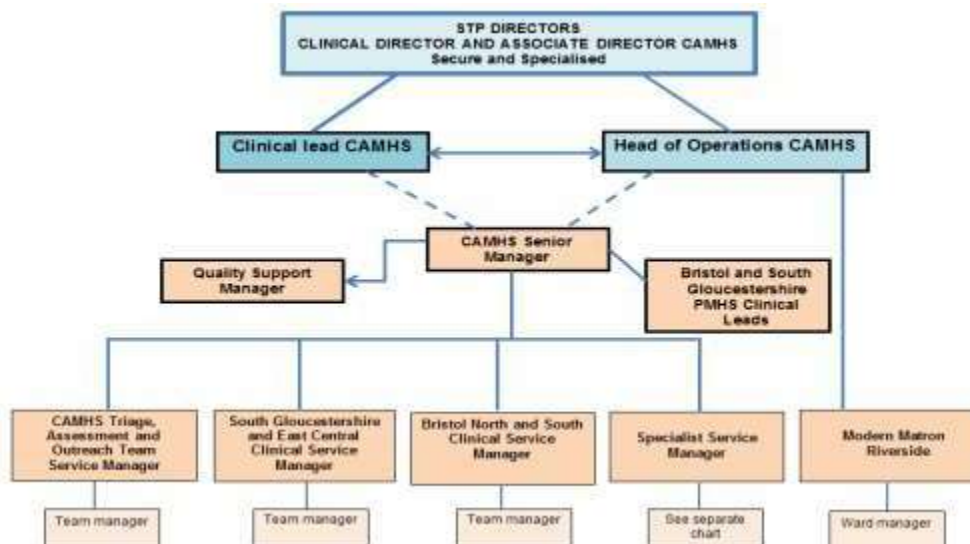 STP DIRECTORS
CLINICAL DIRECTOR AND ASSOCIATE DIRECTOR CAMHS
Secure and Specialised
Clinical lead CAMHS
Head of Operations CAMHS
CAMHS Senior
Manager
Quality Support
Manager
Bristol and South
Gloucestershire
PMHS Clinical
Leads
CAMHS Triage,
Assessment and
Outreach Team
Service Manager
South Gloucestershire
and East Central
Clinical Service
Manager
Bristol North and South
Clinical Service
Manager
Specialist Service
Manager
Modern Matron
Riverside
Team manager
Team manager
Team manager
See separate
chart
Ward manager